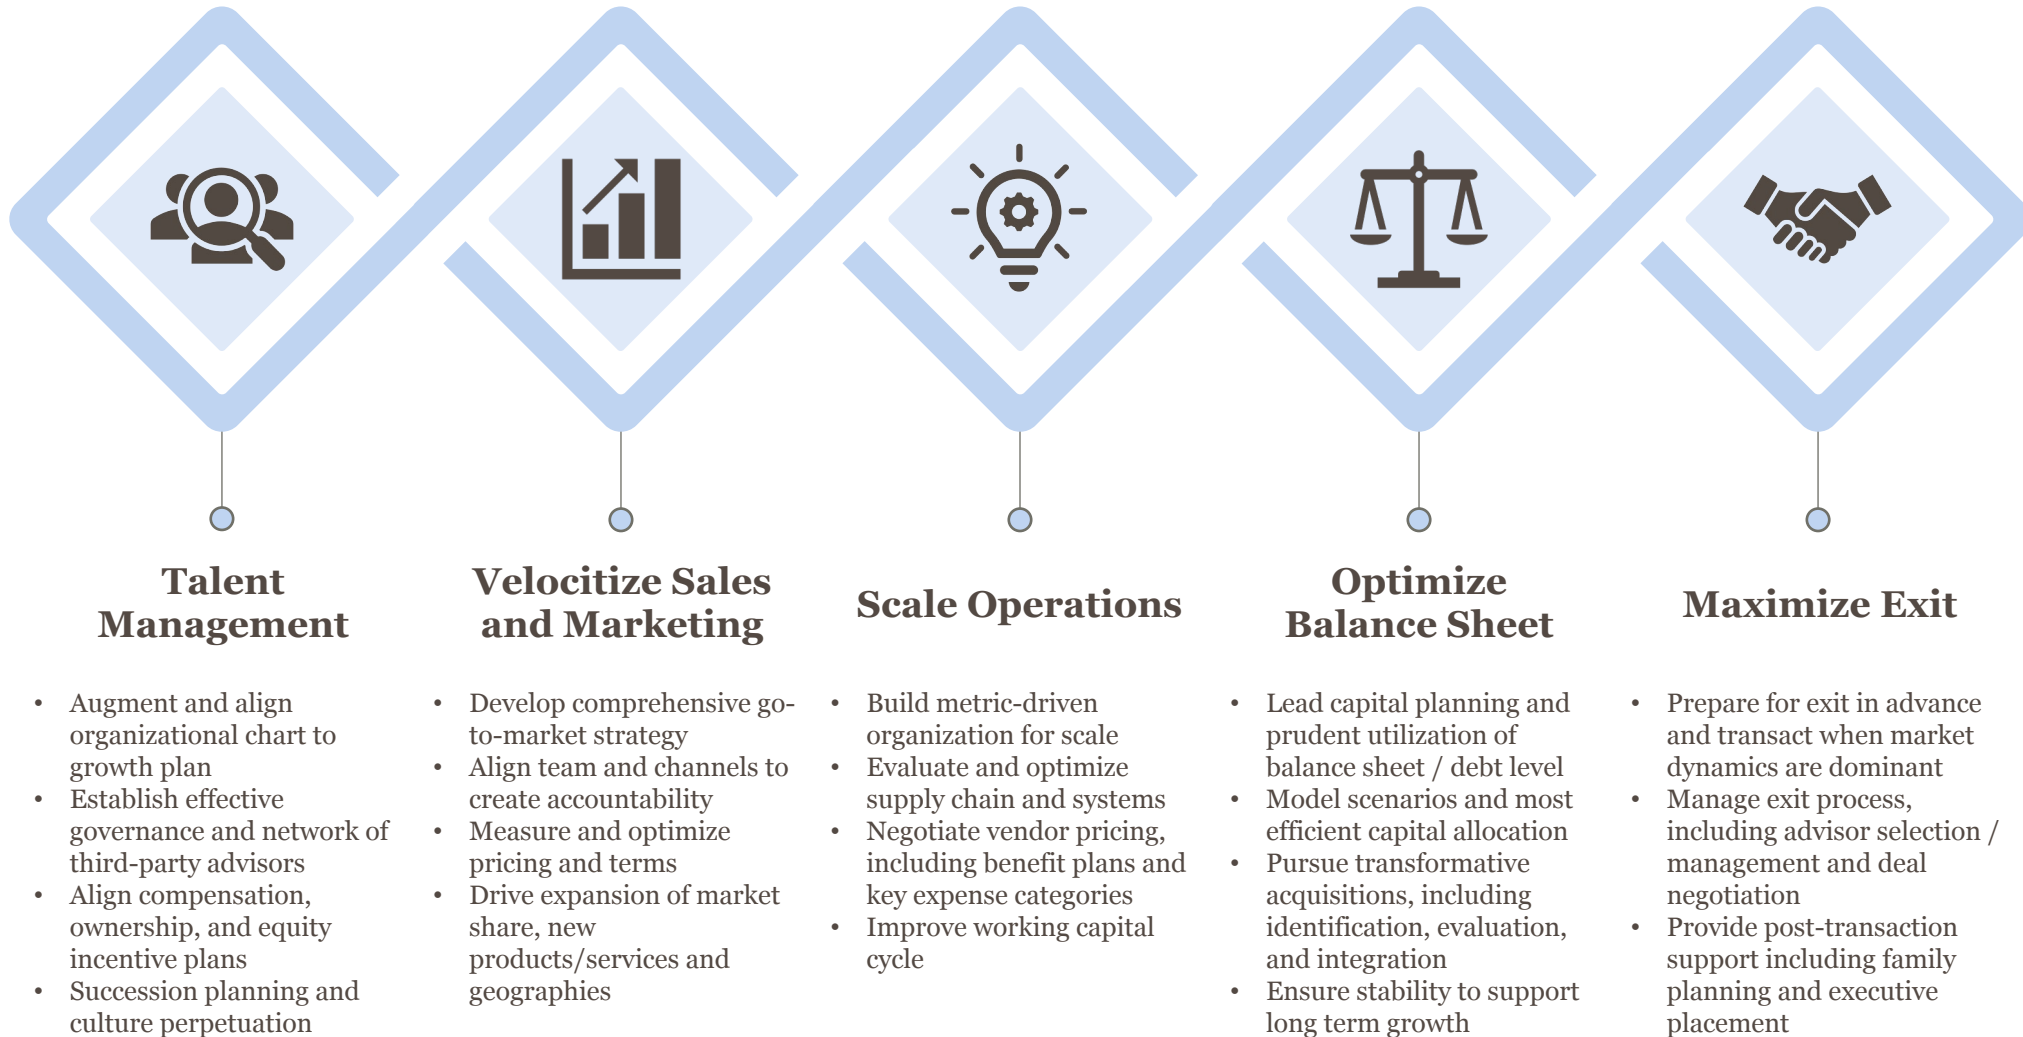 Talent
Management
• Augment and align
organizational chart to
growth plan
• Establish effective
governance and network of
third-party advisors
• Align compensation,
ownership, and equity
incentive plans
• Succession planning and
culture perpetuation
Velocitize Sales
and Marketing
• Develop comprehensive go-
to-market strategy
• Align team and channels to
create accountability
• Measure and optimize
pricing and terms
• Drive expansion of market
share, new
products/services and
geographies
Scale Operations
• Build metric-driven
organization for scale
• Evaluate and optimize
supply chain and systems
• Negotiate vendor pricing,
including benefit plans and
key expense categories
• Improve working capital
cycle
Optimize
Balance Sheet
• Lead capital planning and
prudent utilization of
balance sheet / debt level
• Model scenarios and most
efficient capital allocation
• Pursue transformative
acquisitions, including
identification, evaluation,
and integration
• Ensure stability to support
long term growth
Maximize Exit
• Prepare for exit in advance
and transact when market
dynamics are dominant
• Manage exit process,
including advisor selection /
management and deal
negotiation
• Provide post-transaction
support including family
planning and executive
placement